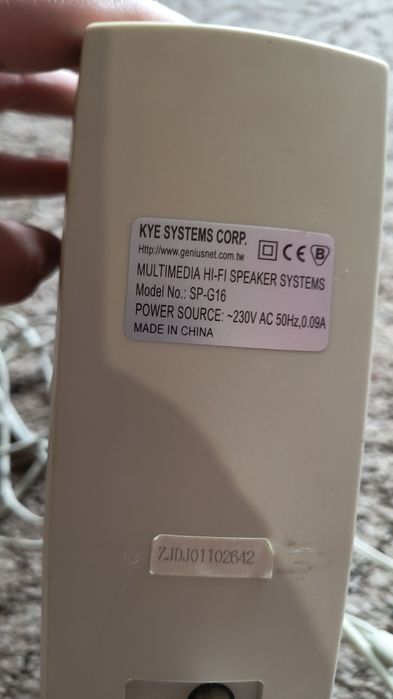 KYE SYSTEMS CORP.
Http://www.geniusnet.com.tw
CE B
MULTIMEDIA HI-FI SPEAKER SYSTEMS
Model No.: SP-G16
POWER SOURCE: ~230V AC 50Hz,0.09A
MADE IN CHINA
ZJDJ01102642